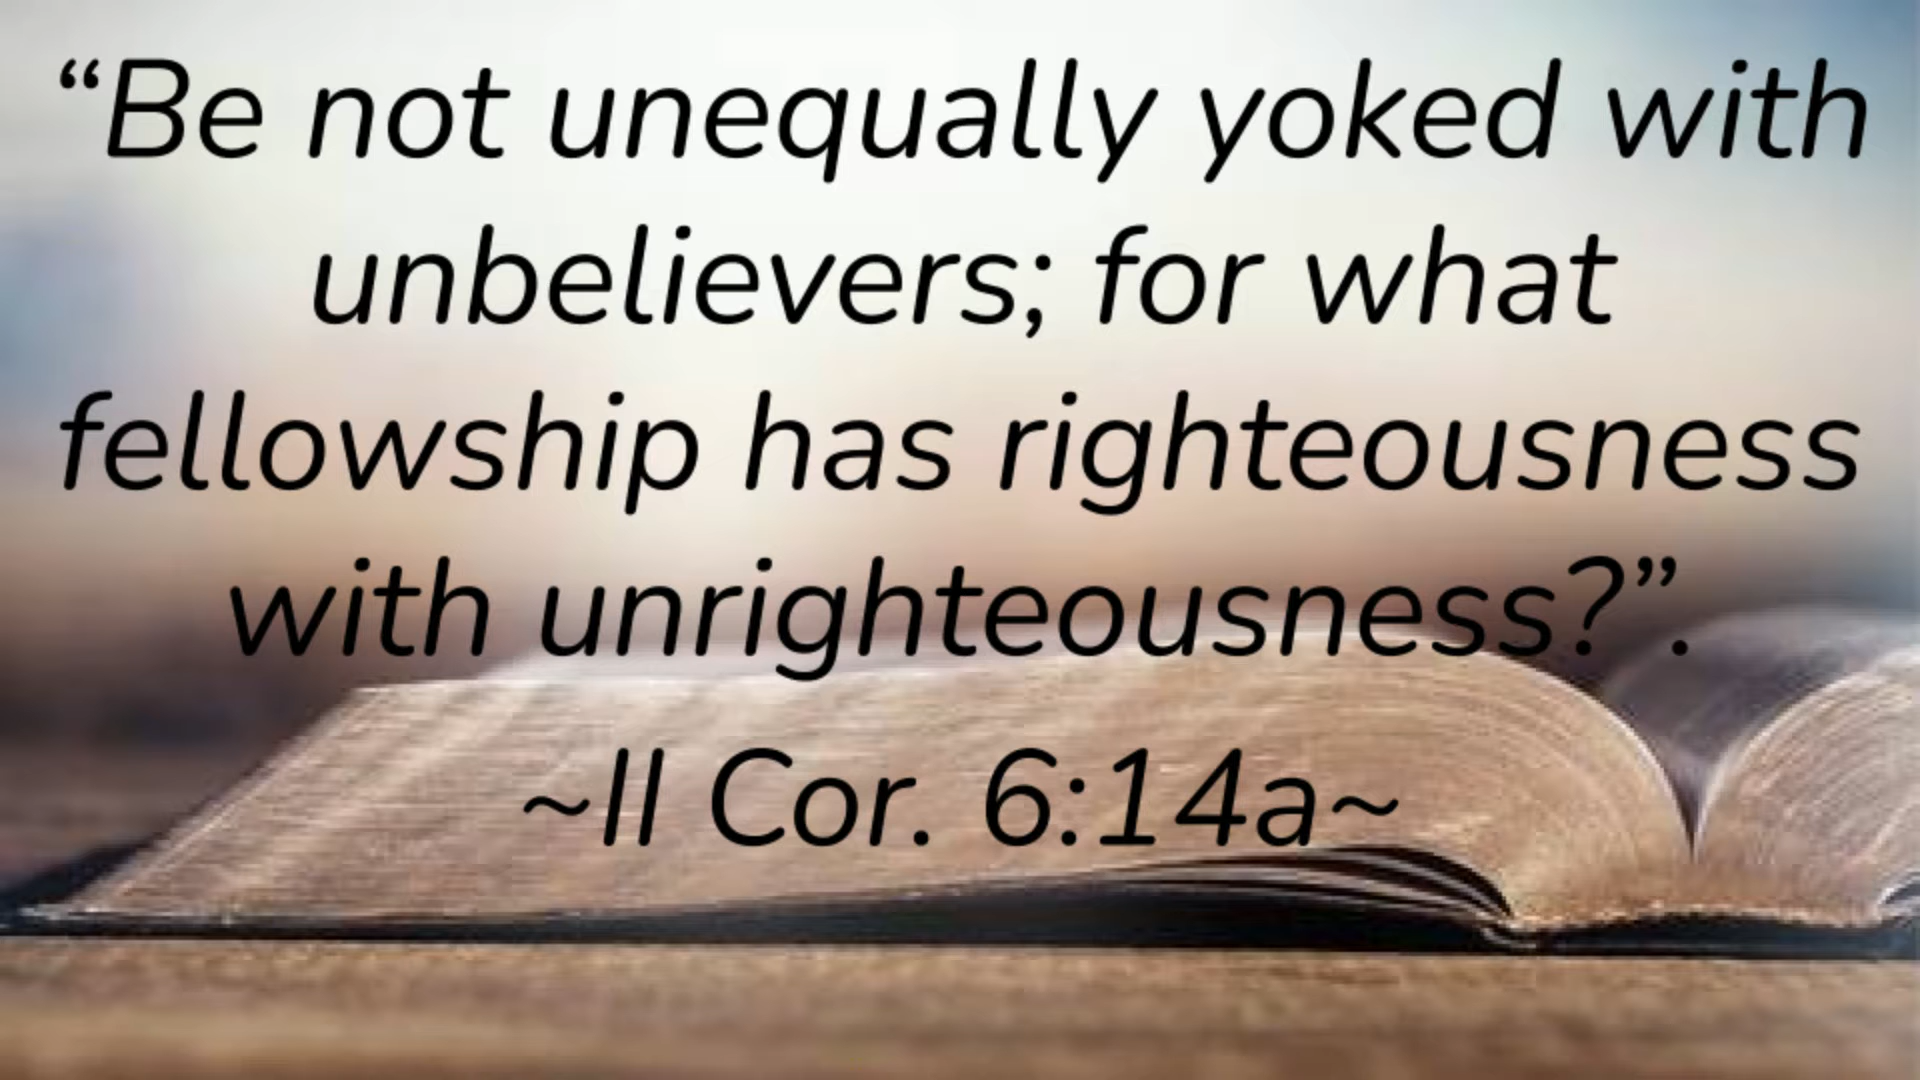 “Be not unequally yoked with
unbelievers; for what
fellowship has righteousness
with unrighteousness?”.
~II Cor. 6:14a~